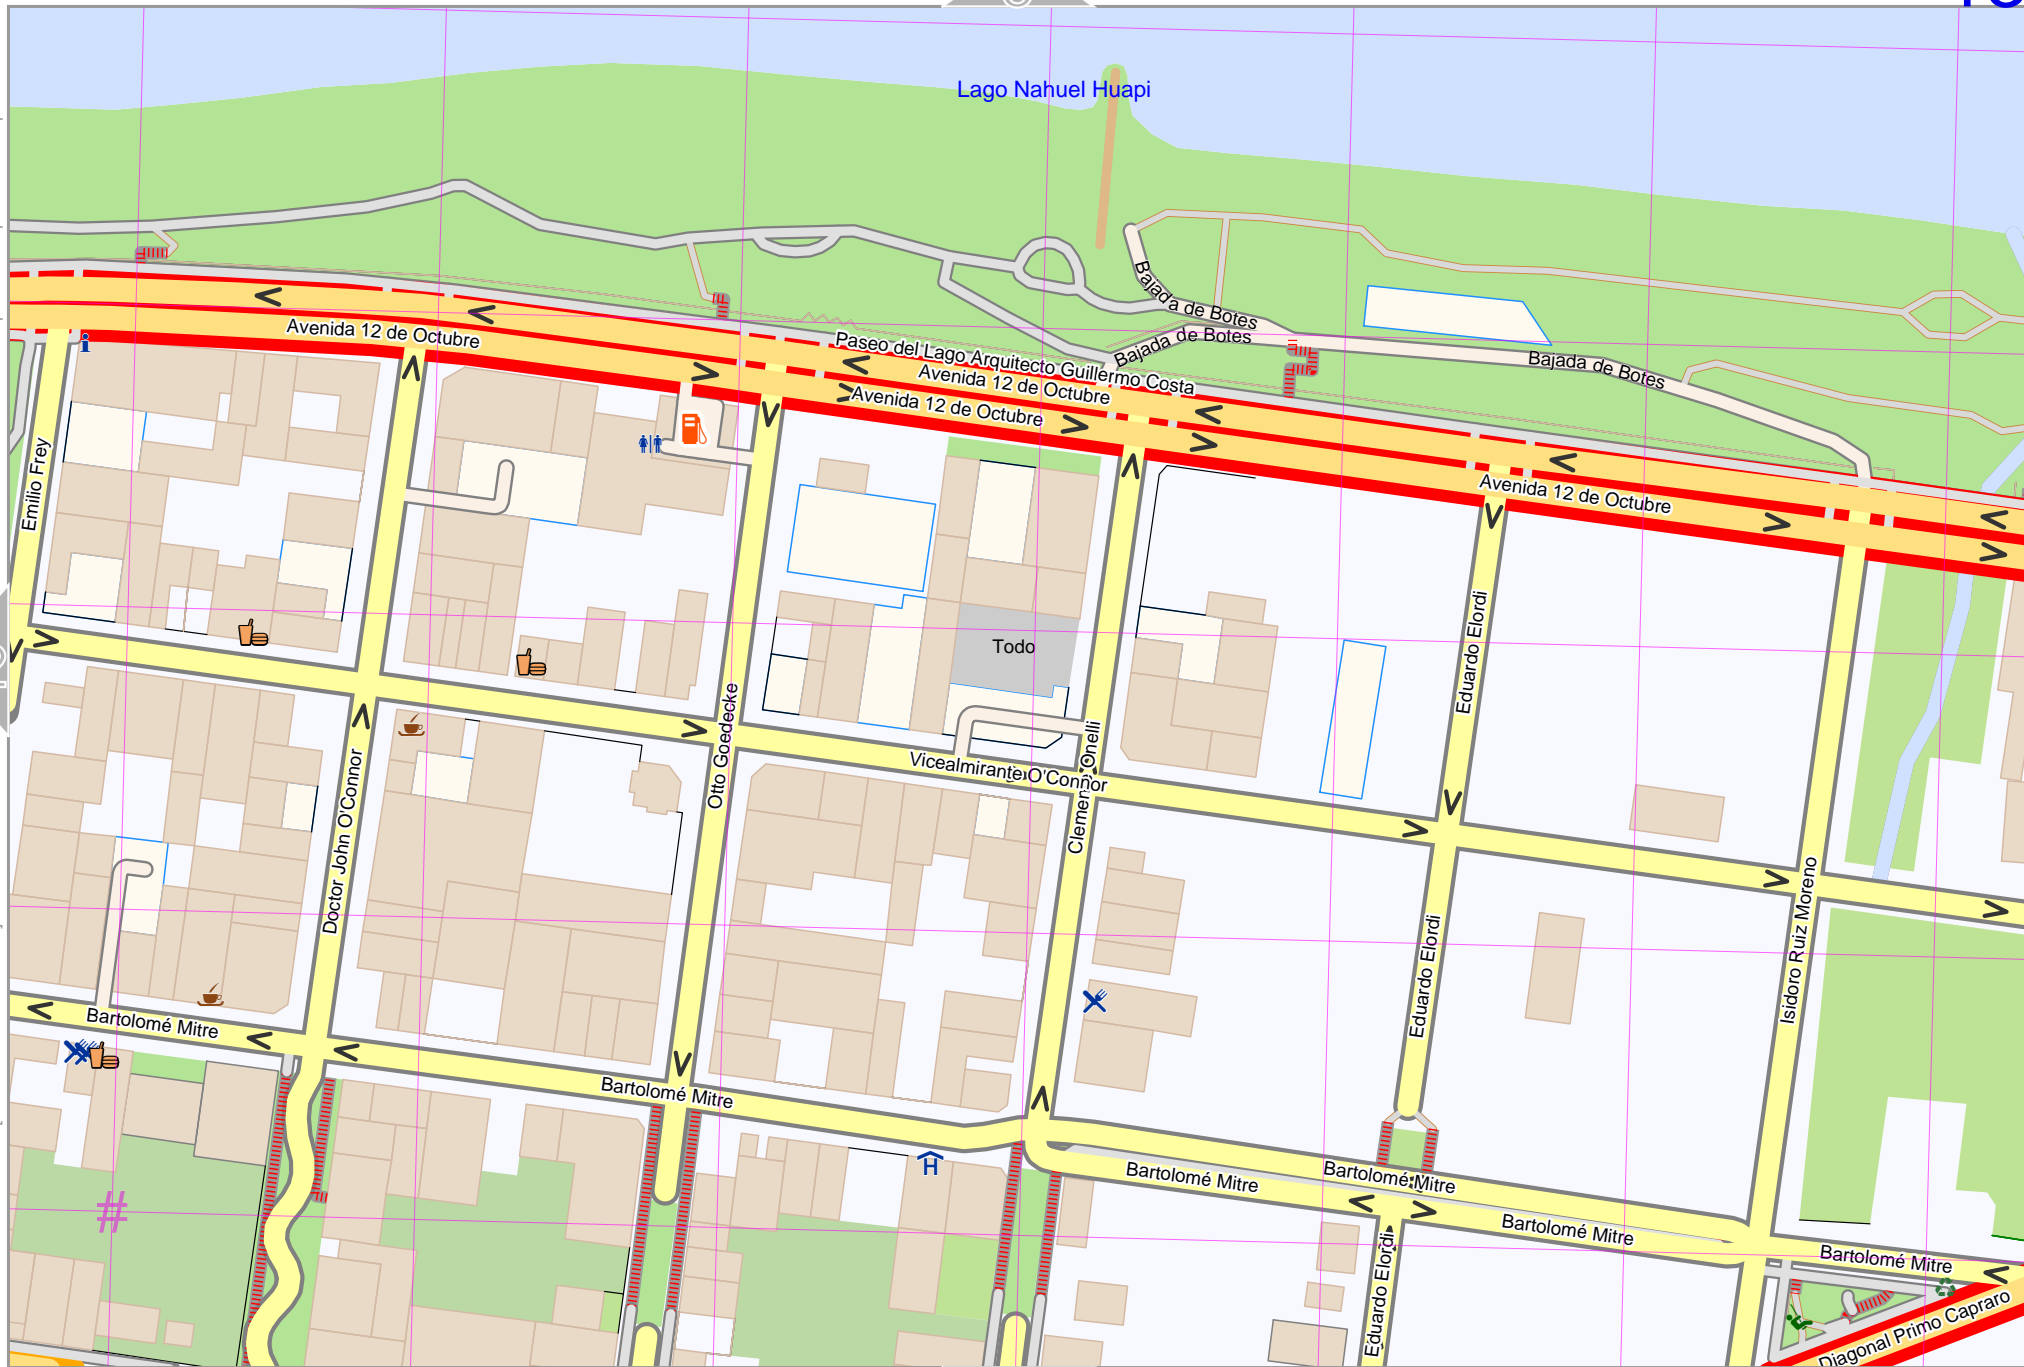 Lago Nahuel Huapi
Bajada de Botes
Bajada de Botes
Bajada de Botes
Avenida 12 de Octubre
Paseo del Lago Arquitecto Guillermo Costa
Avenida 12 de Octubre
Avenida 12 de Octubre
Avenida 12 de Octubre
Emilio Frey
Todo
Eduardo Elordi
Otto Goedecke
Vicealmirante O'Connor
Clemente Onelli
Doctor John O'Connor
Isidoro Ruiz Moreno
Eduardo Elordi
Bartolomé Mitre
Bartolomé Mitre
H
Bartolomé Mitre
Bartolomé Mitre
#
Bartolomé Mitre
Bartolomé Mitre
Eduardo Elordi
Diagonal Primo Capraro